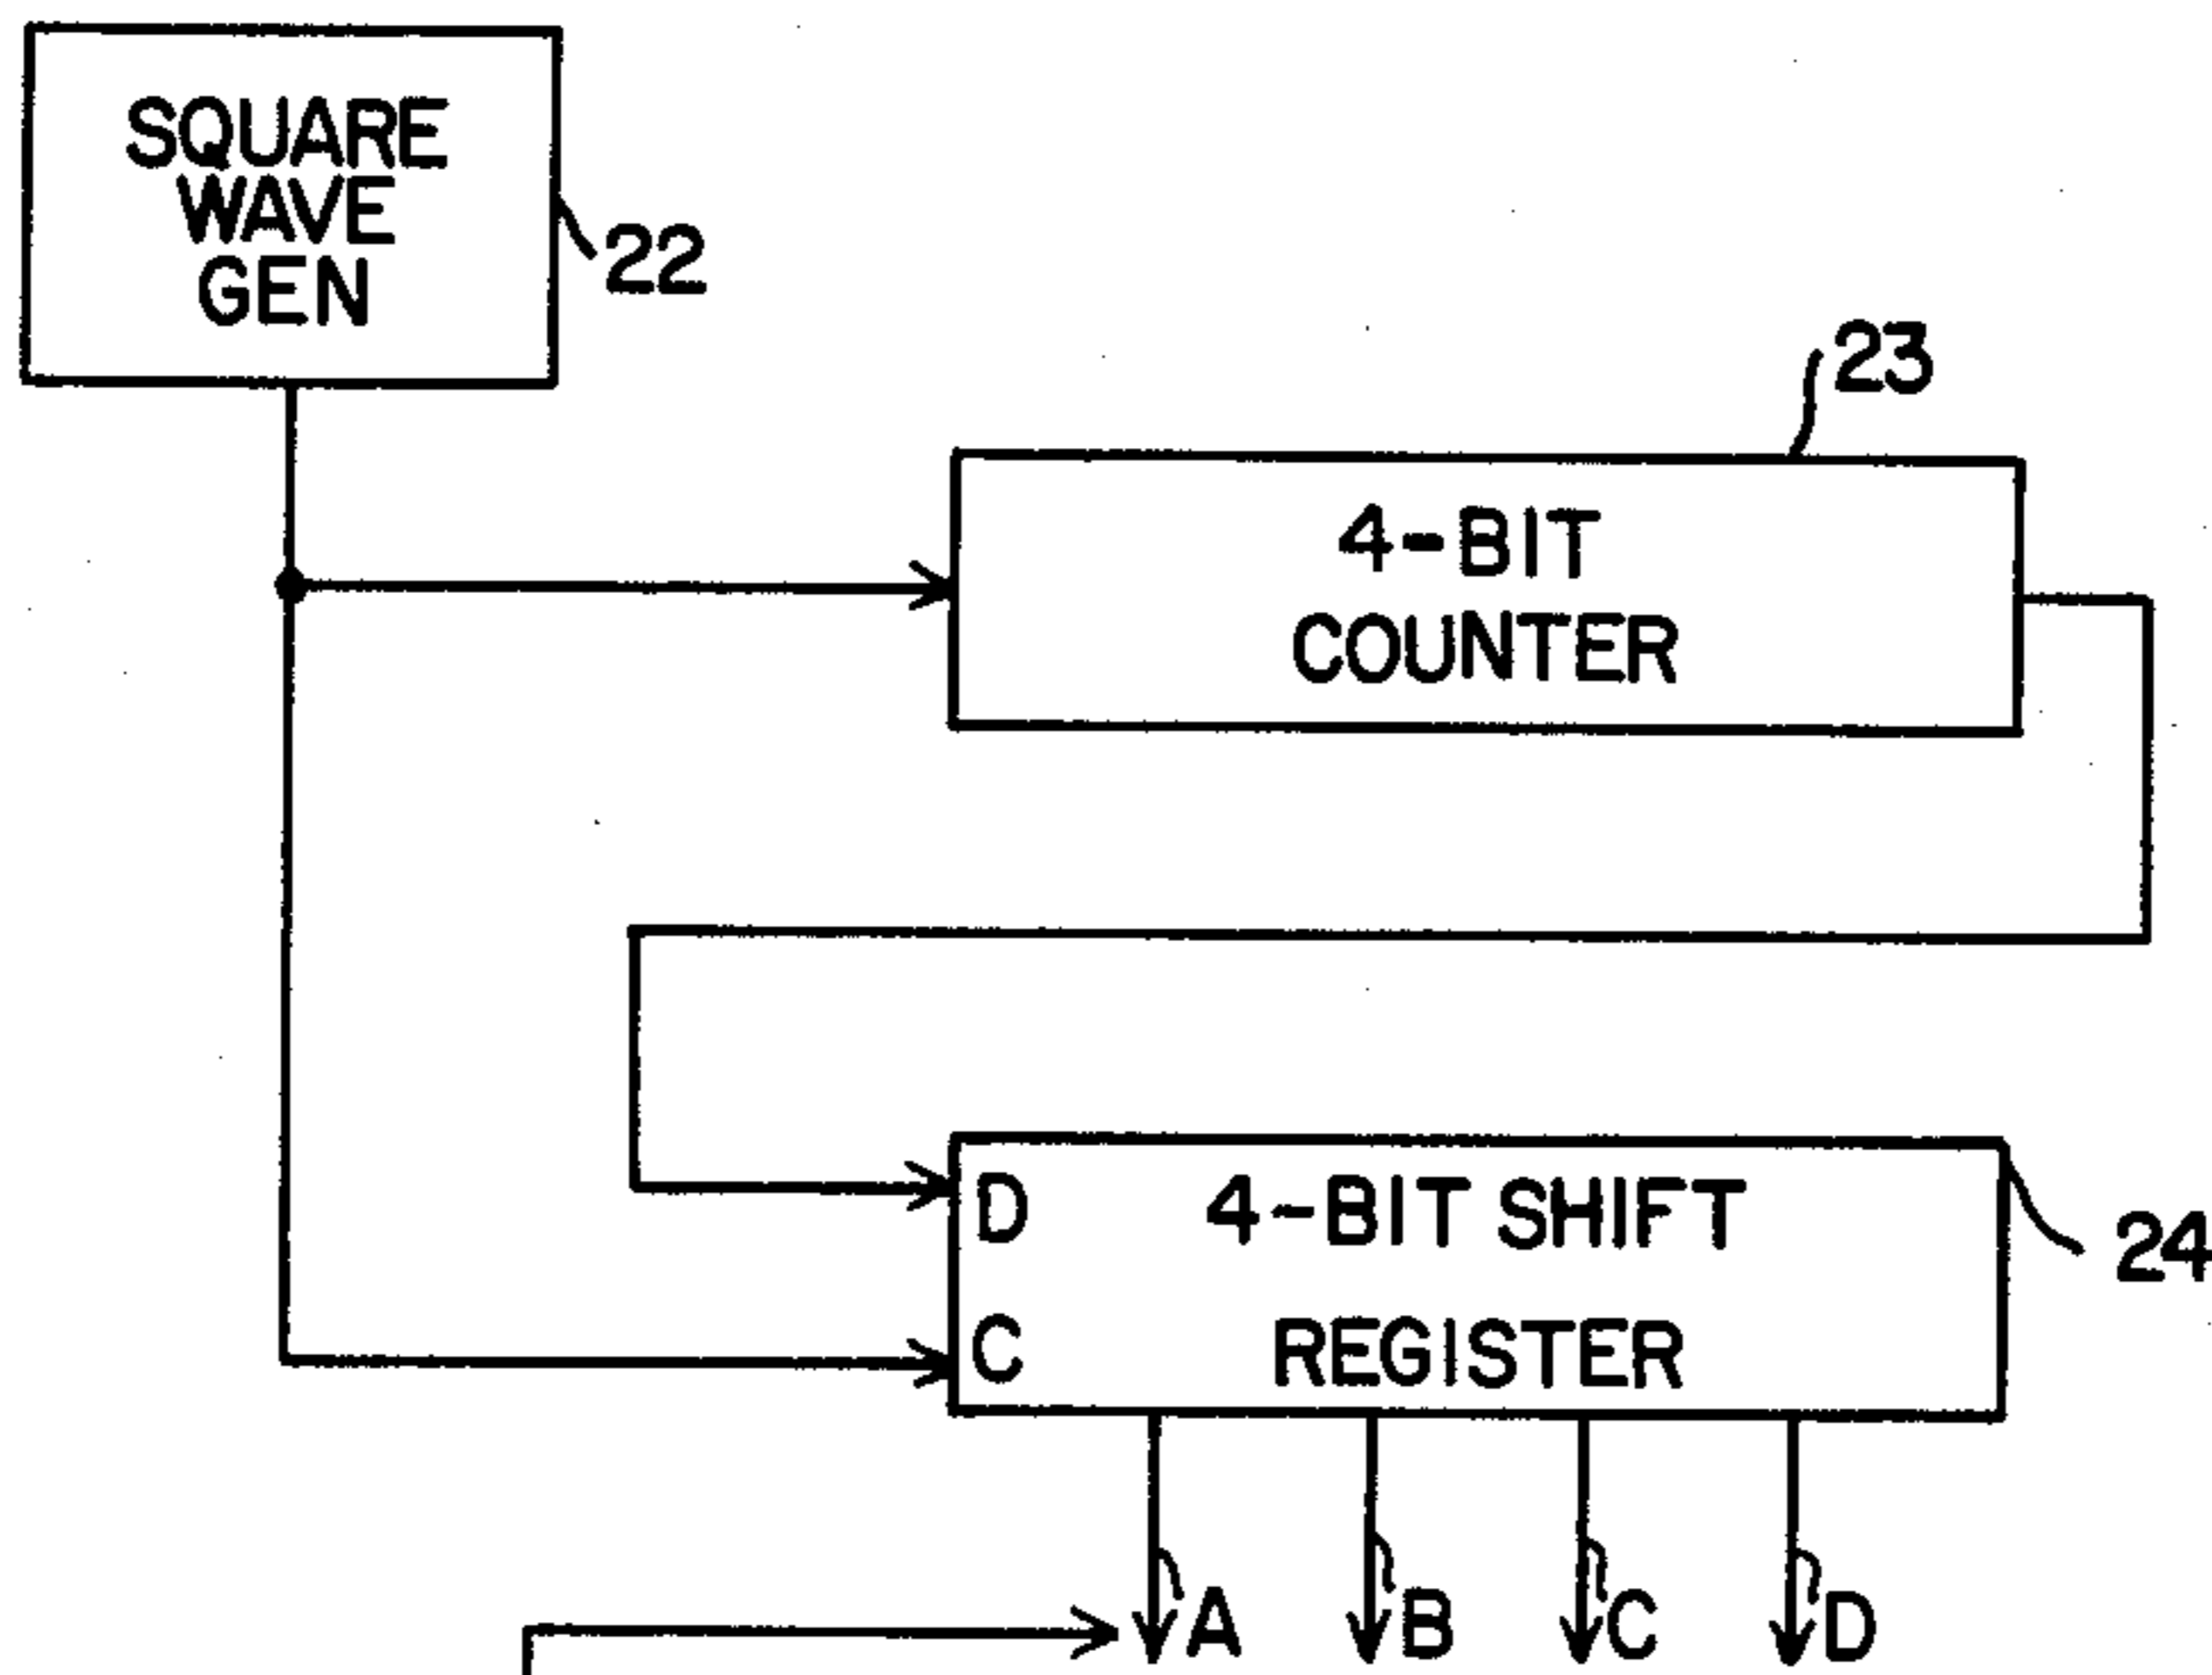 SQUARE
WAVE
GEN
22
23
4-BIT
COUNTER
D 4-BIT SHIFT
24
C REGISTER
A B C D